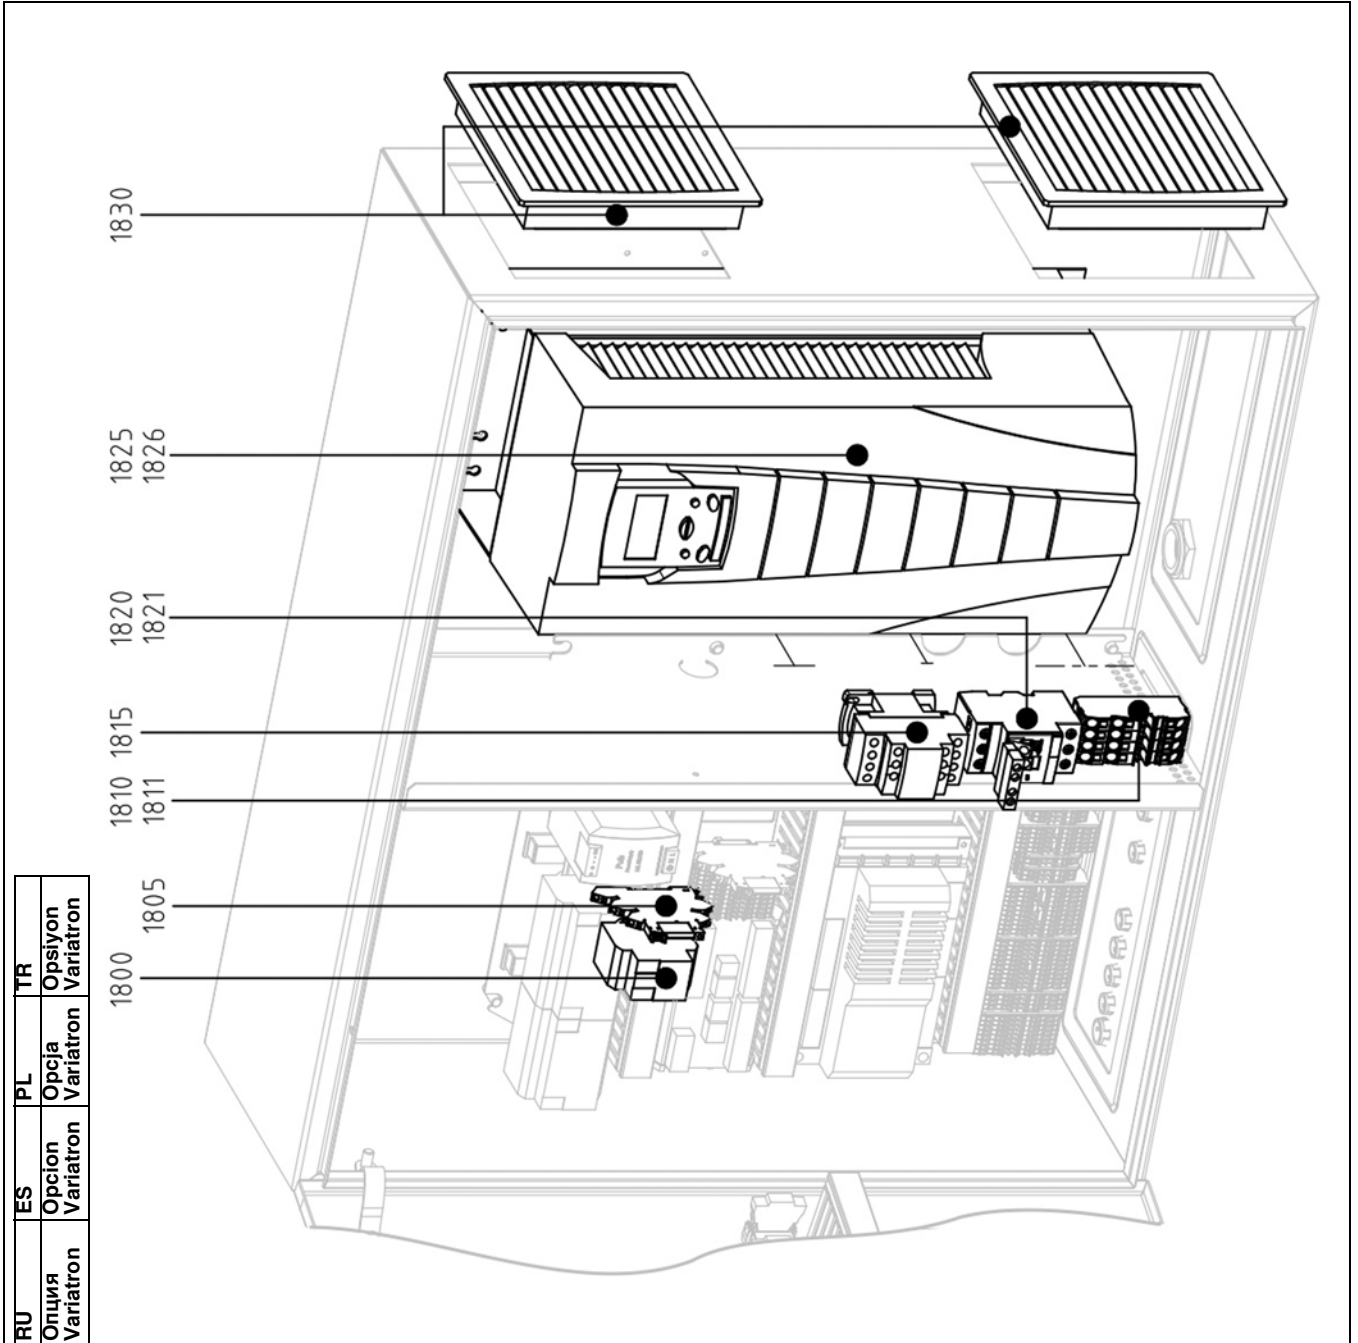 RU
ES
PL
TR
Опция
Variatron
Opcion
Variatron
Opcja
Variatron
Opsiyon
Variatron
1800
1805
1810
1811
1815
1820
1821
1825
1826
1830